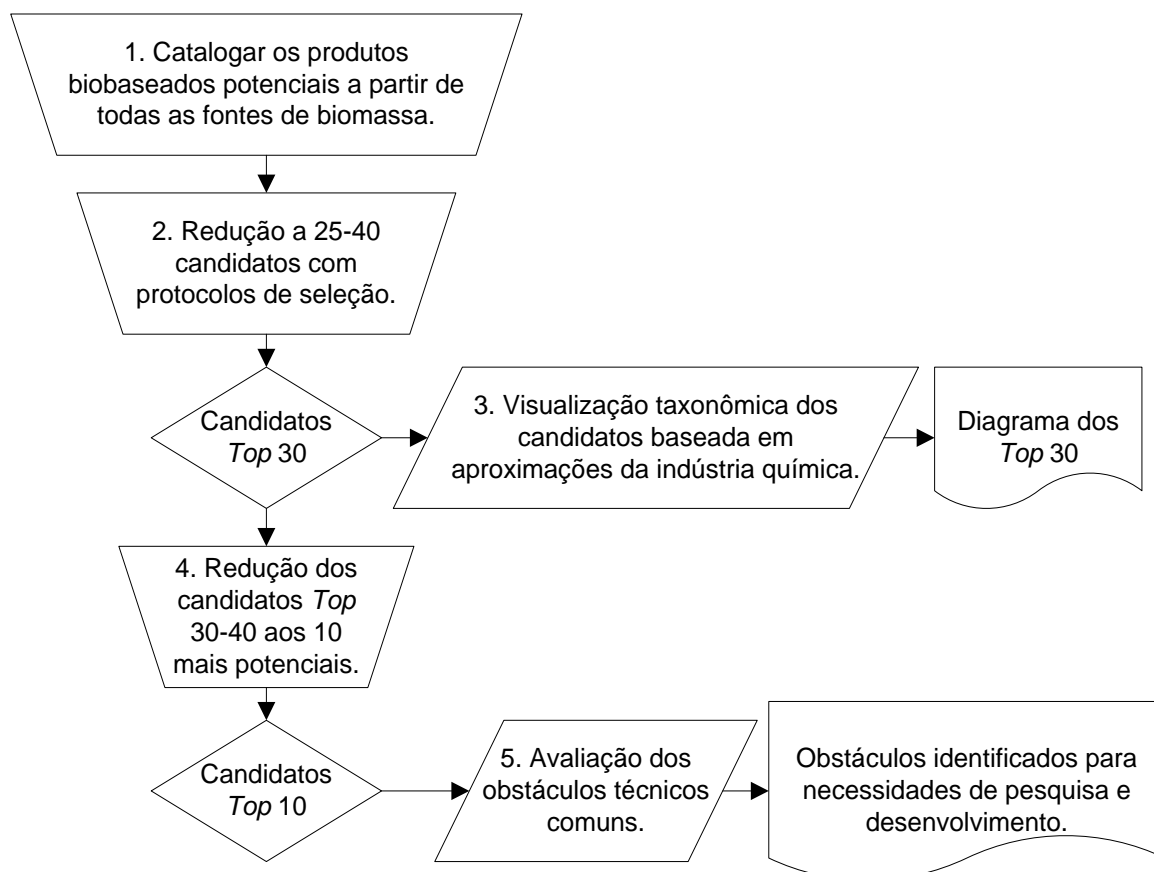 1. Catalogar os produtos
biobaseados potenciais a partir de
todas as fontes de biomassa.
2. Redução a 25-40
candidatos com
protocolos de seleção.
Candidatos
Top 30
3. Visualização taxonômica dos
candidatos baseada em
aproximações da indústria química.
Diagrama dos
Top 30
4. Redução dos
candidatos Top
30-40 aos 10
mais potenciais.
Candidatos
Top 10
5. Avaliação dos
obstáculos técnicos
comuns.
Obstáculos identificados para
necessidades de pesquisa e
desenvolvimento.